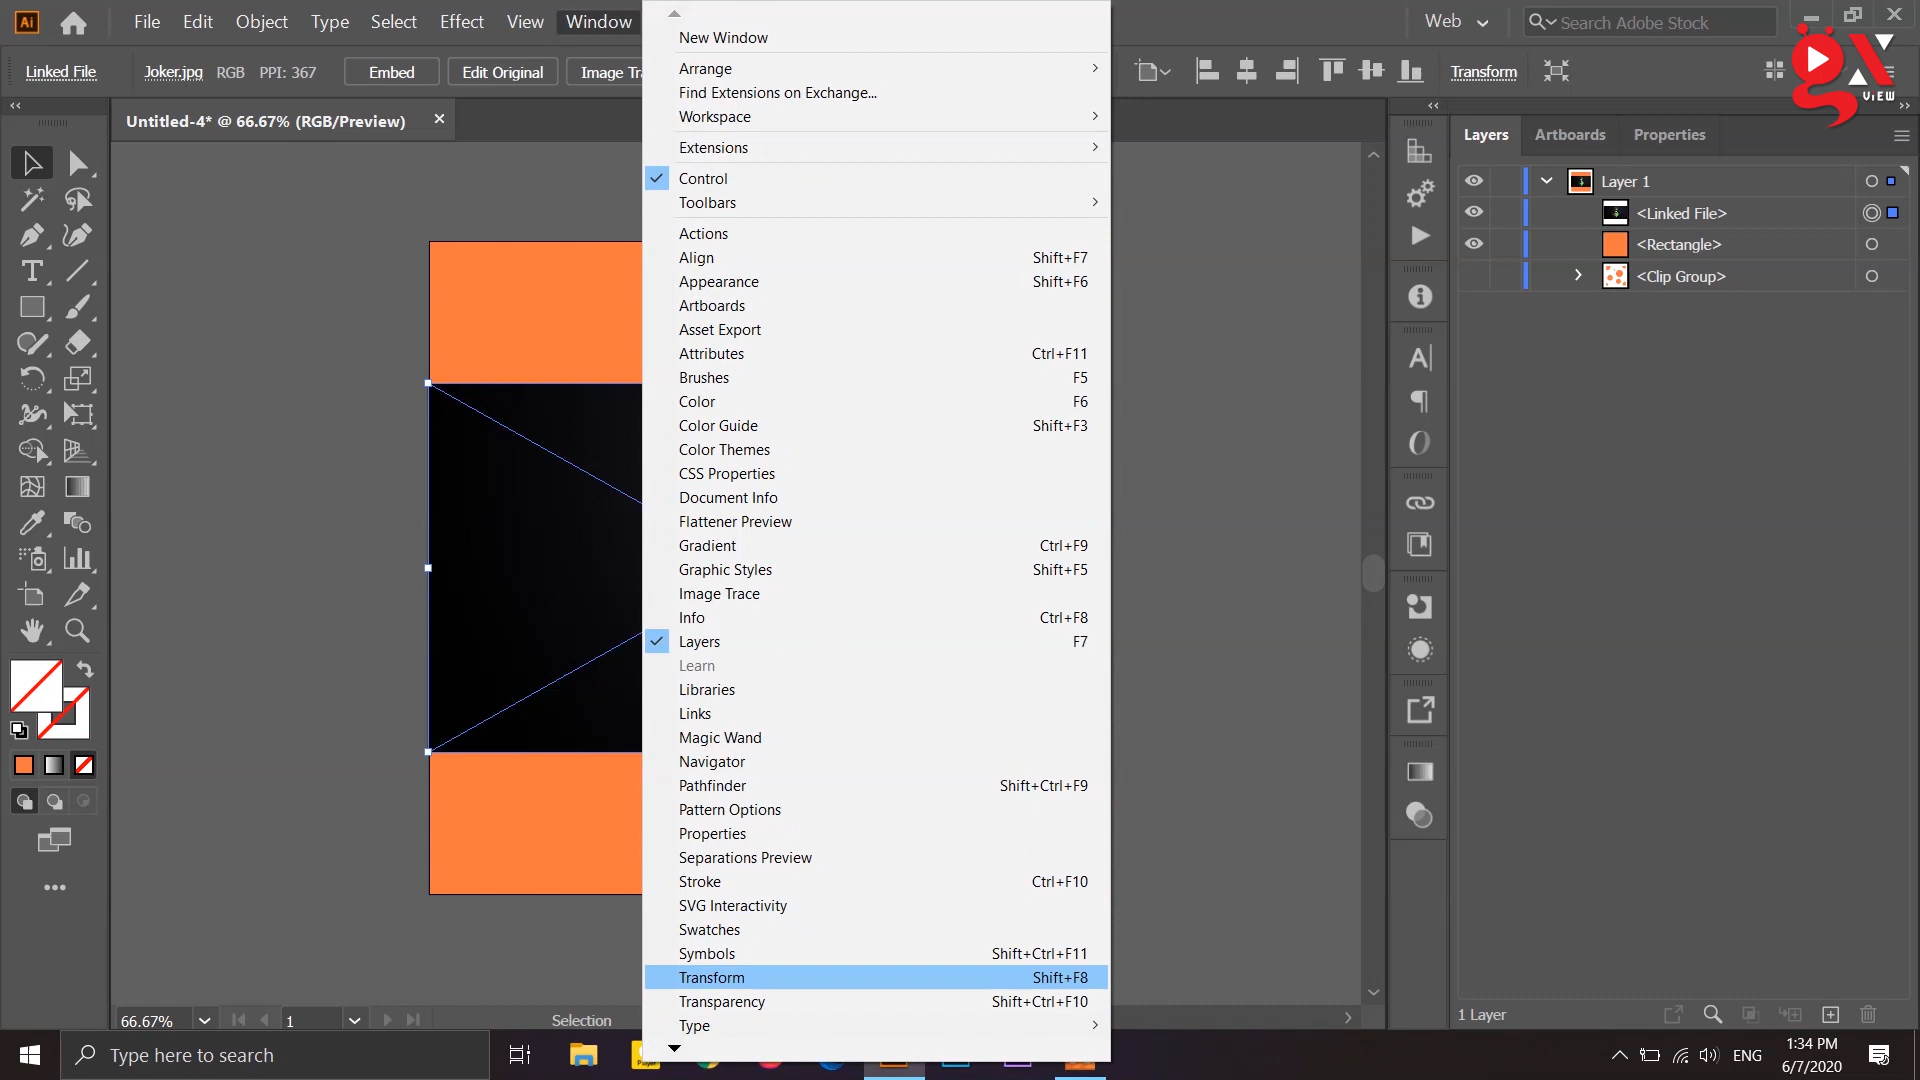 Ai File Edit Object Type Select Effect View Window Web Search Adobe Stock
Linked File Joker.jpg RGB PPI: 367 Embed Edit Original Image Tra Transform
VIEW
Untitled-4* @ 66.67% (RGB/Preview)
Layers Artboards Properties
Layer 1
<Linked File>
<Rectangle>
<Clip Group>
New Window
Arrange
Find Extensions on Exchange...
Workspace
Extensions
Control
Toolbars
Actions
Align Shift+F7
Appearance Shift+F6
Artboards
Asset Export
Attributes Ctrl+F11
Brushes F5
Color F6
Color Guide Shift+F3
Color Themes
CSS Properties
Document Info
Flattener Preview
Gradient Ctrl+F9
Graphic Styles Shift+F5
Image Trace
Info Ctrl+F8
Layers F7
Learn
Libraries
Links
Magic Wand
Navigator
Pathfinder Shift+Ctrl+F9
Pattern Options
Properties
Separations Preview
Stroke Ctrl+F10
SVG Interactivity
Swatches
Symbols Shift+Ctrl+F11
Transform Shift+F8
Transparency Shift+Ctrl+F10
Type
66.67% 1 Selection
1 Layer
Type here to search
ENG
1:34 PM
6/7/2020